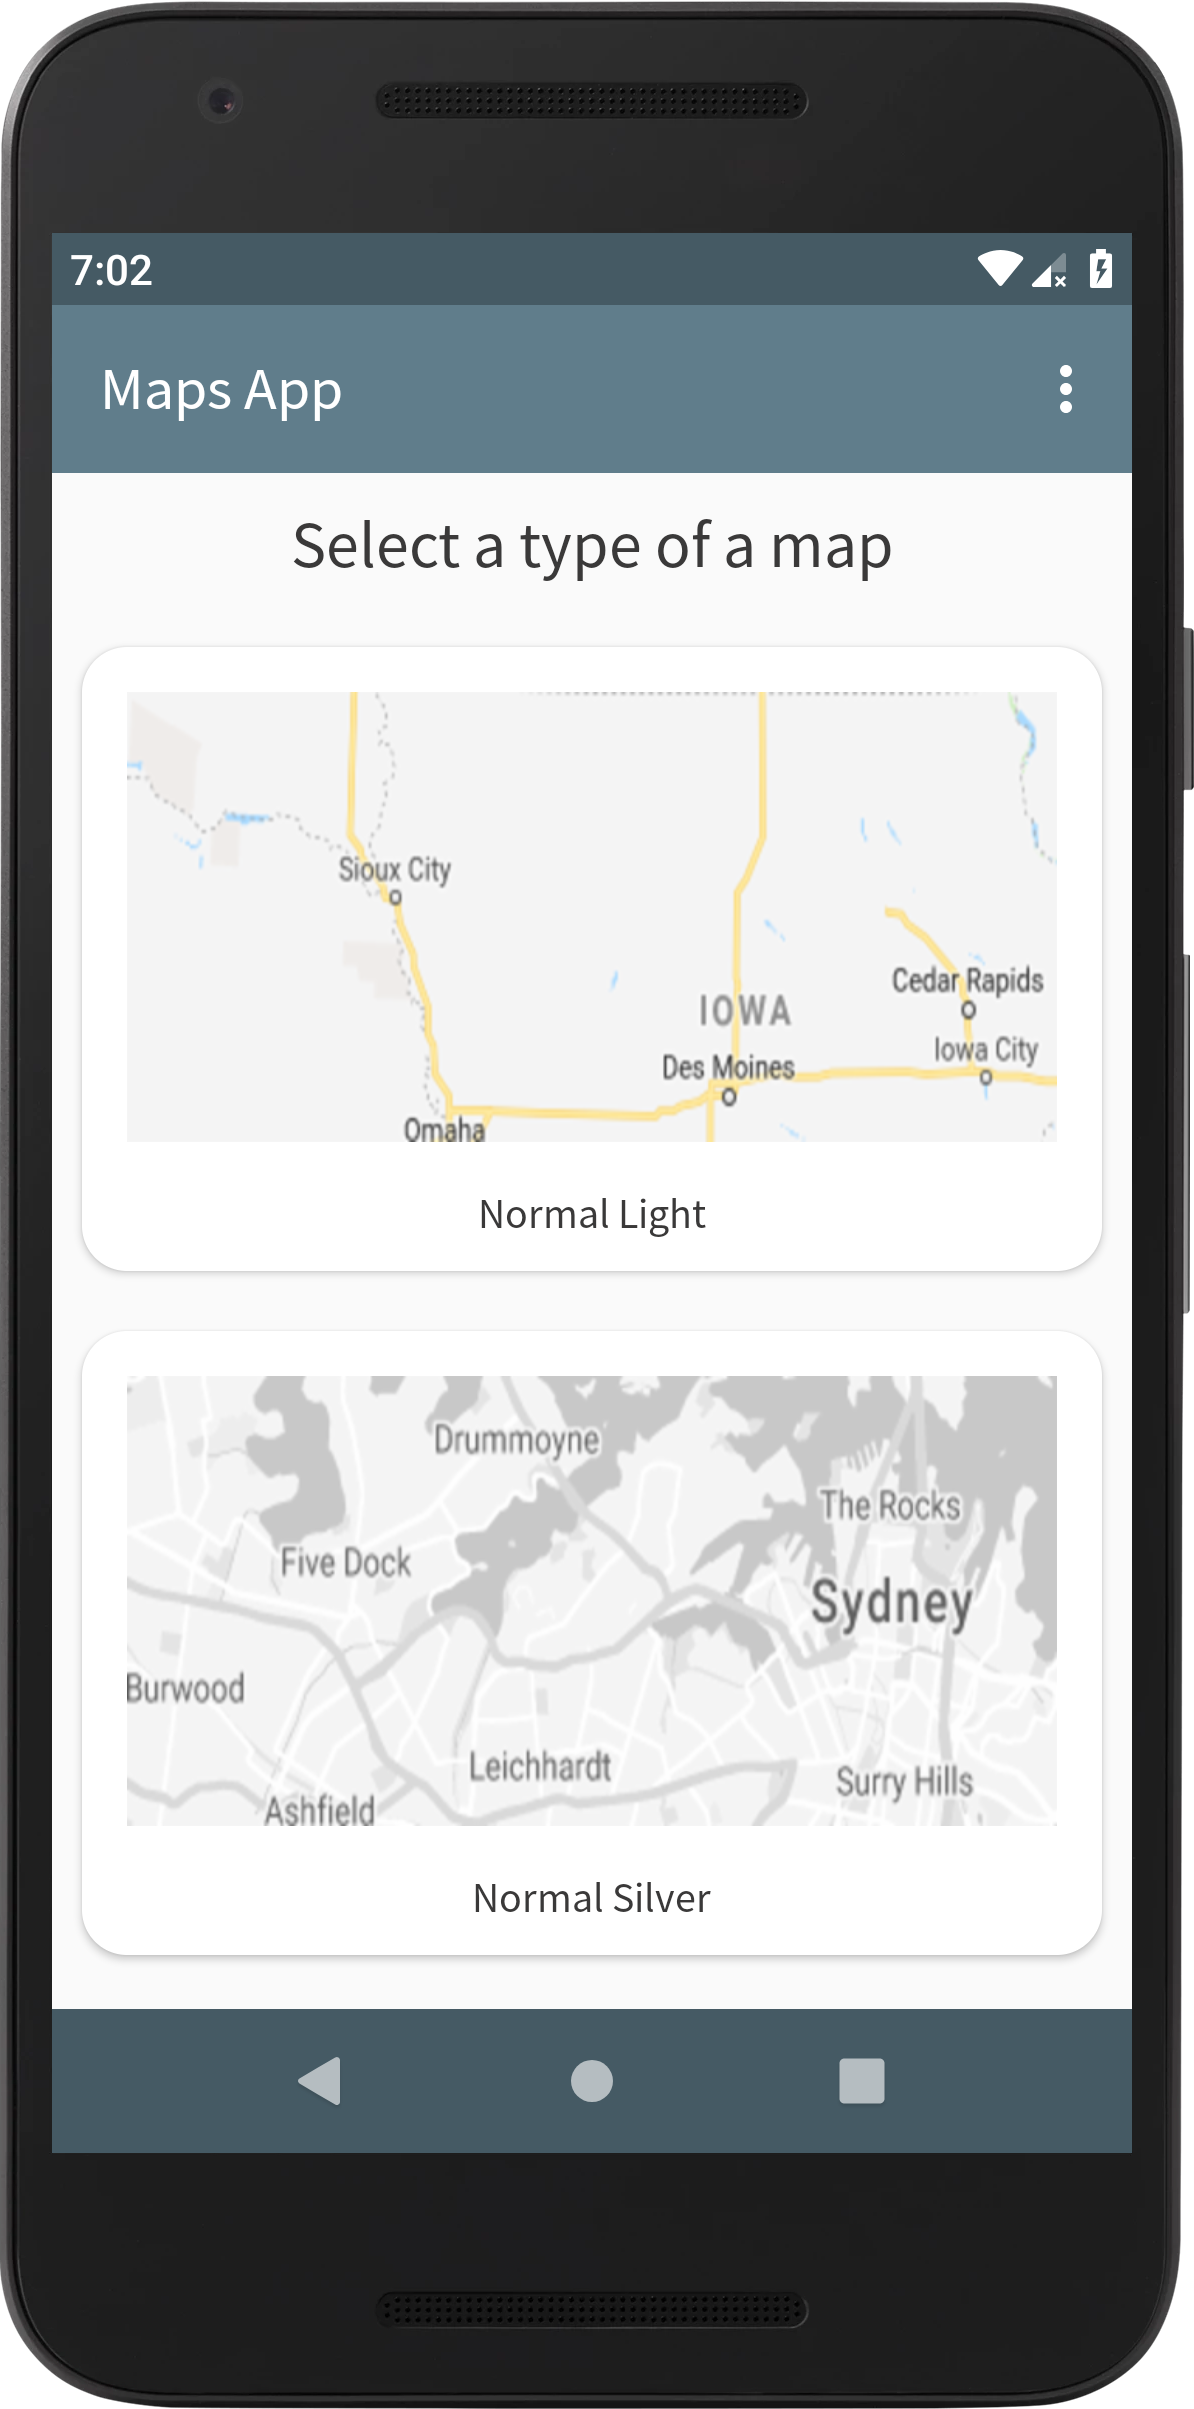 7:02
Maps App
Select a type of a map
Sioux City
Cedar Rapids
IOWA
Iowa City
Des Moines
Omaha
Normal Light
Drummoyne
The Rocks
Five Dock
Sydney
Burwood
Leichhardt
Surry Hills
Ashfield
Normal Silver